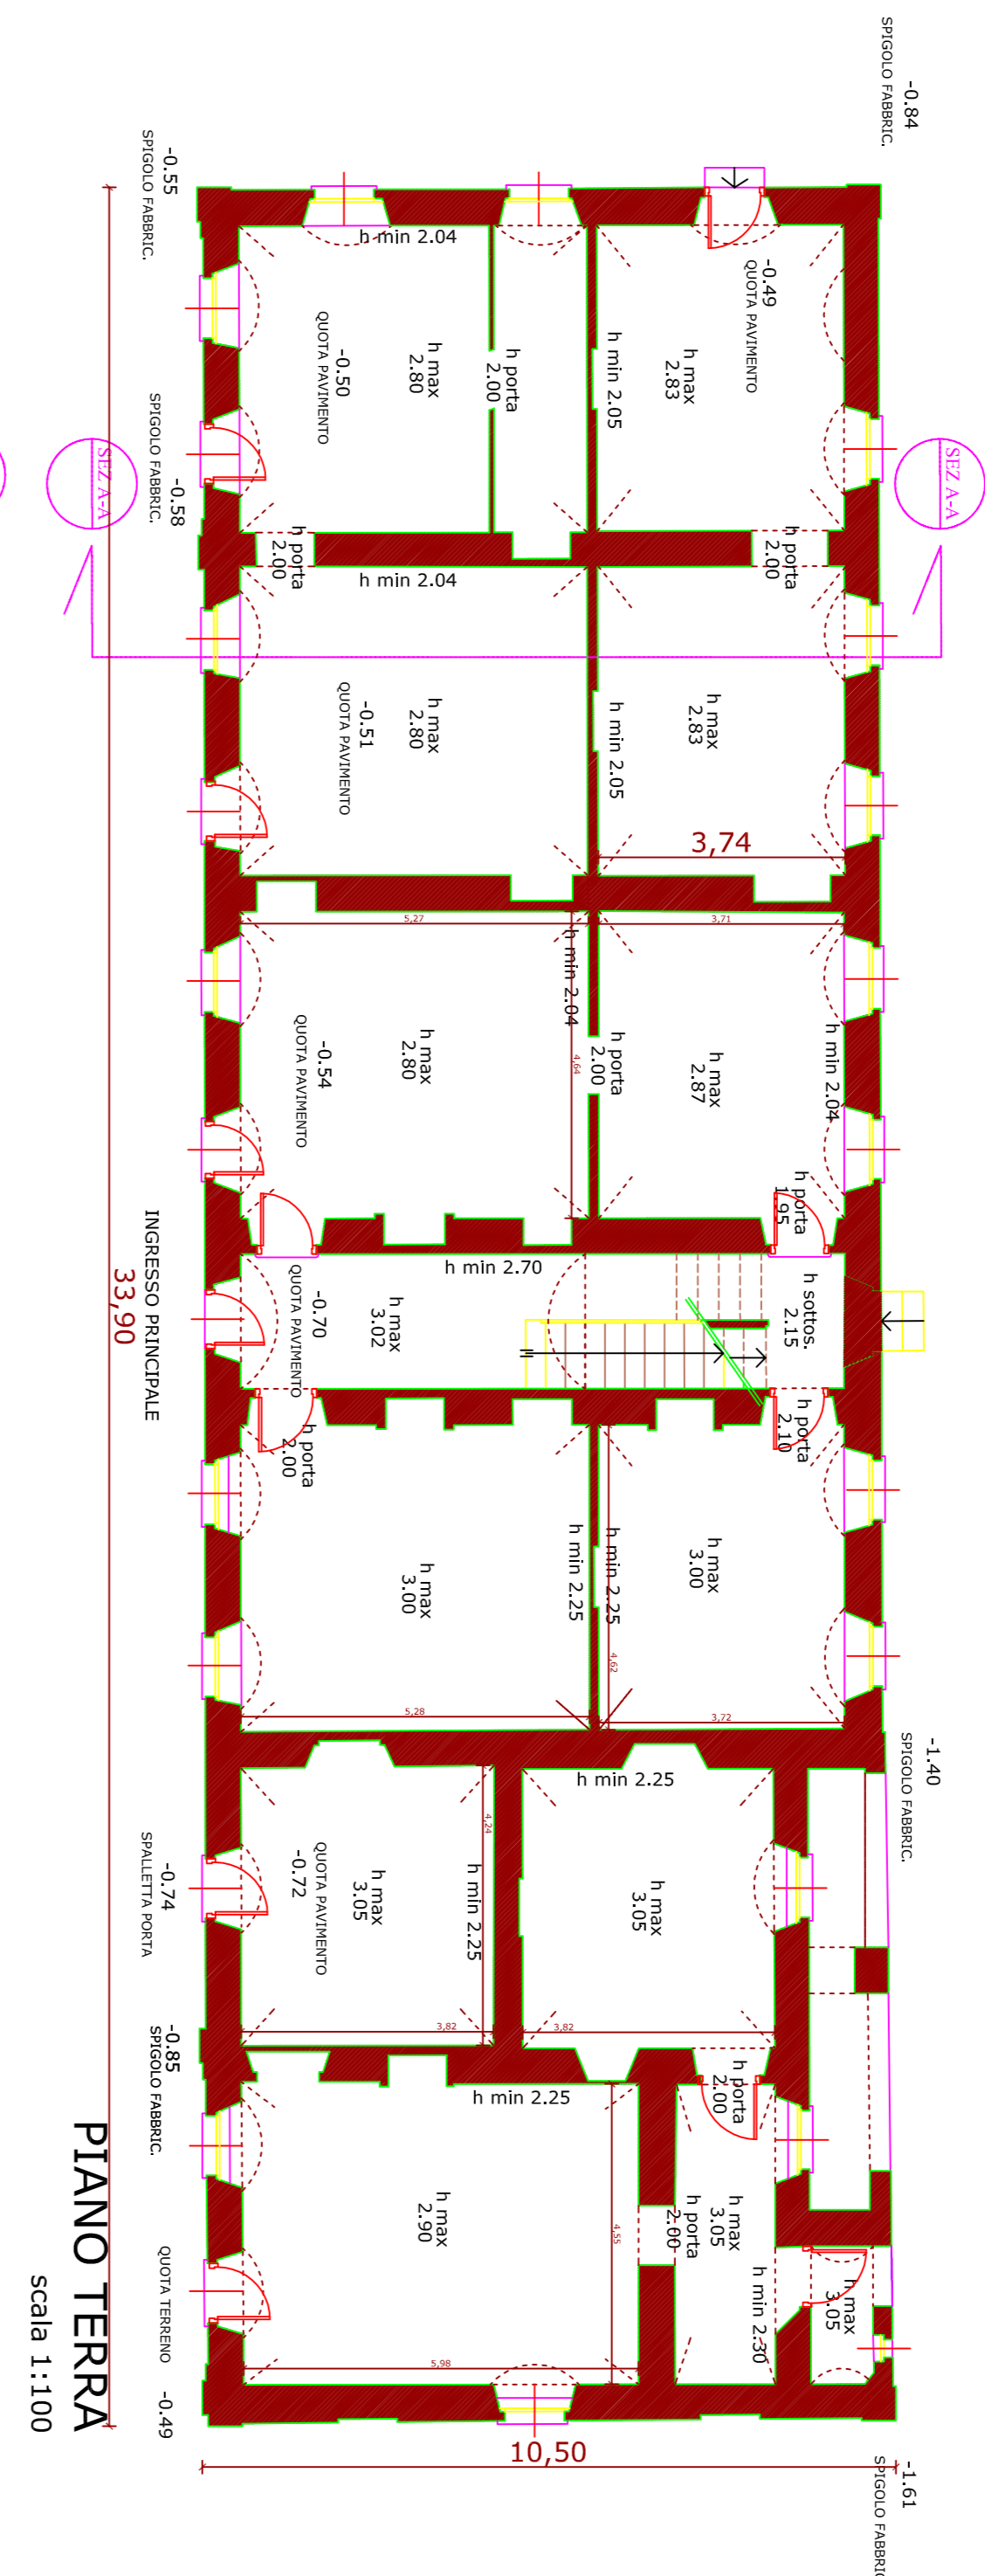 -0.84
SPIGOLO FABBRIC.
-0.55
SPIGOLO FABBRIC.
h min 2.04
-0.49
QUOTA PAVIMENTO
h max
2.83
h min 2.05
h porta
2.00
h max
2.80
-0.50
QUOTA PAVIMENTO
SEZ A-A
SEZ A-A
-0.58
SPIGOLO FABBRIC.
h porta
2.00
h porta
2.00
h min 2.04
h max
2.83
h min 2.05
h max
2.80
-0.51
QUOTA PAVIMENTO
3,74
5,27
3,71
h min 2.04
4,64
h porta
2.00
h max
2.87
h min 2.04
h max
2.80
-0.54
QUOTA PAVIMENTO
h porta
1.95
INGRESSO PRINCIPALE
33,90
h min 2.70
-0.70
QUOTA PAVIMENTO
h max
3.02
h sottos.
2.15
h porta
2.00
h porta
2.10
h max
3.00
h min 2.25
h min 2.25
h max
3.00
4,62
5,28
3,72
-1.40
SPIGOLO FABBRIC.
h min 2.25
4,24
-0.74
SPALLETTA PORTA
QUOTA PAVIMENTO
-0.72
h max
3.05
h min 2.25
h max
3.05
3,82
3,82
-0.85
SPIGOLO FABBRIC.
h min 2.25
h porta
2.00
h max
2.90
4,55
h max
3.05
h porta
2.00
h min 2.30
h max
3.05
5,98
QUOTA TERRENO
-0.49
10,50
-1.61
SPIGOLO FABBRIC
PIANO TERRA
scala 1:100